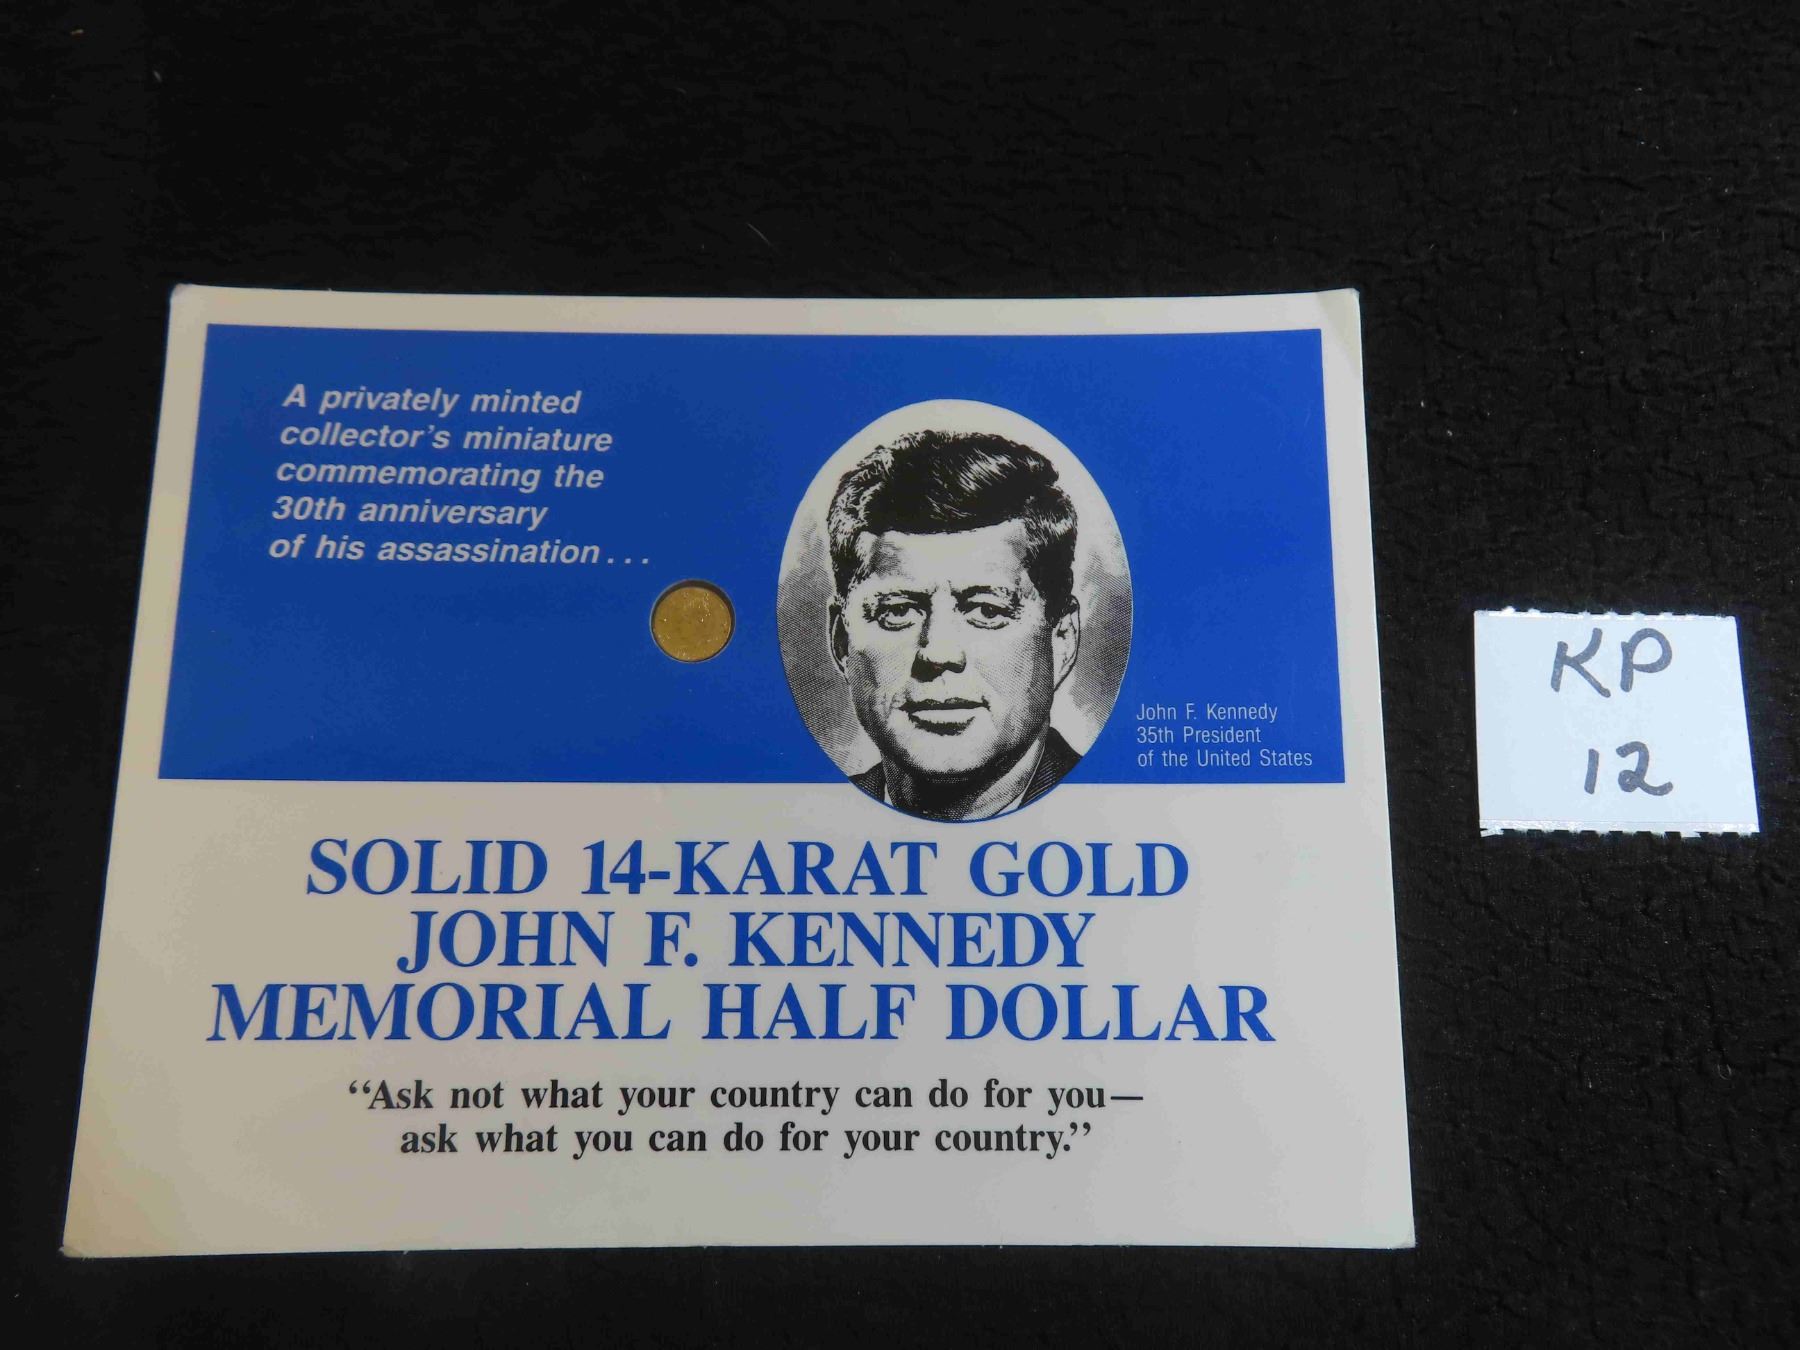 A privately minted
collector's miniature
commemorating the
30th anniversary
of his assassination...
John F. Kennedy
35th President
of the United States
SOLID 14-KARAT GOLD
JOHN F. KENNEDY
MEMORIAL HALF DOLLAR
“Ask not what your country can do for you—
ask what you can do for your country.”
KP
12